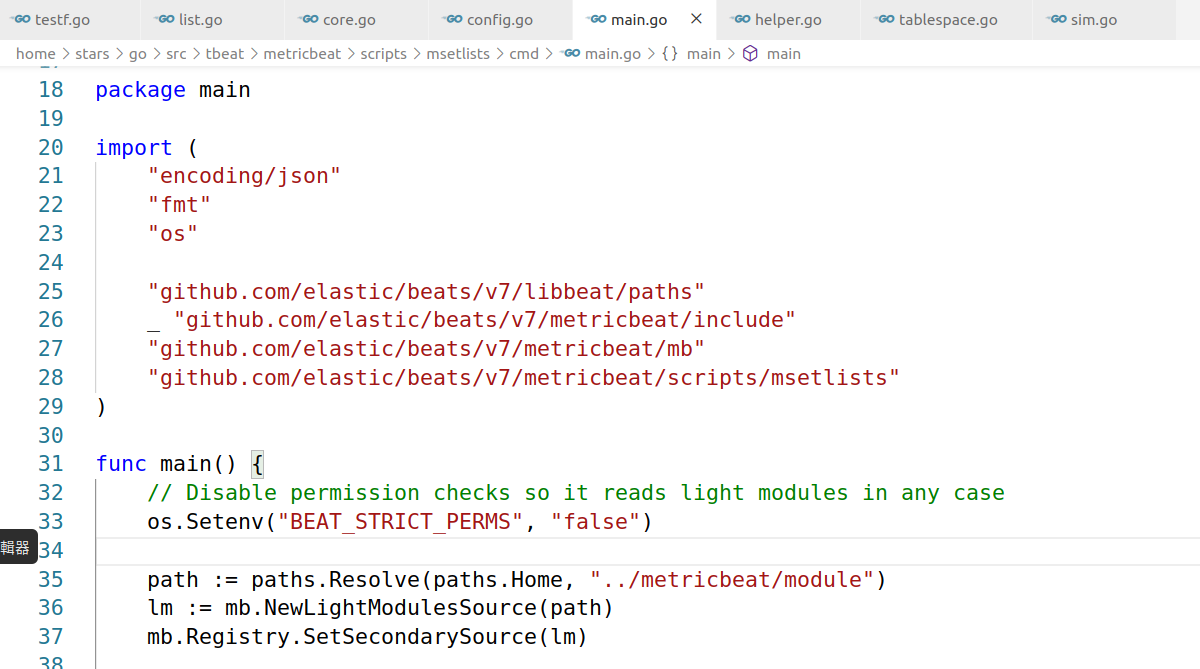 testf.go list.go core.go config.go main.go helper.go tablespace.go sim.go
home > stars > go > src > tbeat > metricbeat > scripts > msetlists > cmd > main.go > {} main > main
18 package main
19
20 import (
21 "encoding/json"
22 "fmt"
23 "os"
24
25 "github.com/elastic/beats/v7/libbeat/paths"
26 _ "github.com/elastic/beats/v7/metricbeat/include"
27 "github.com/elastic/beats/v7/metricbeat/mb"
28 "github.com/elastic/beats/v7/metricbeat/scripts/msetlists"
29 )
30
31 func main() {
32 // Disable permission checks so it reads light modules in any case
33 os.Setenv("BEAT_STRICT_PERMS", "false")
輯器 34
35 path := paths.Resolve(paths.Home, "../metricbeat/module")
36 lm := mb.NewLightModulesSource(path)
37 mb.Registry.SetSecondarySource(lm)
38